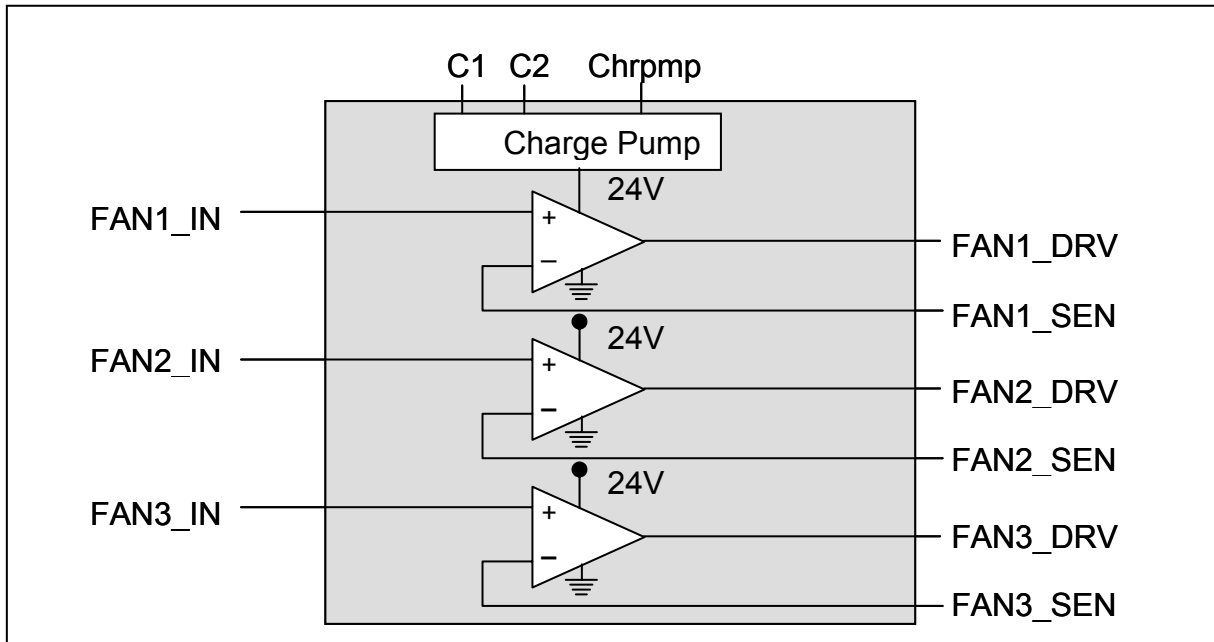 C1 C2 Chrpmp
Charge Pump
24V
FAN1_IN
+
−
FAN1_DRV
FAN1_SEN
24V
FAN2_IN
+
−
FAN2_DRV
FAN2_SEN
24V
FAN3_IN
+
−
FAN3_DRV
FAN3_SEN